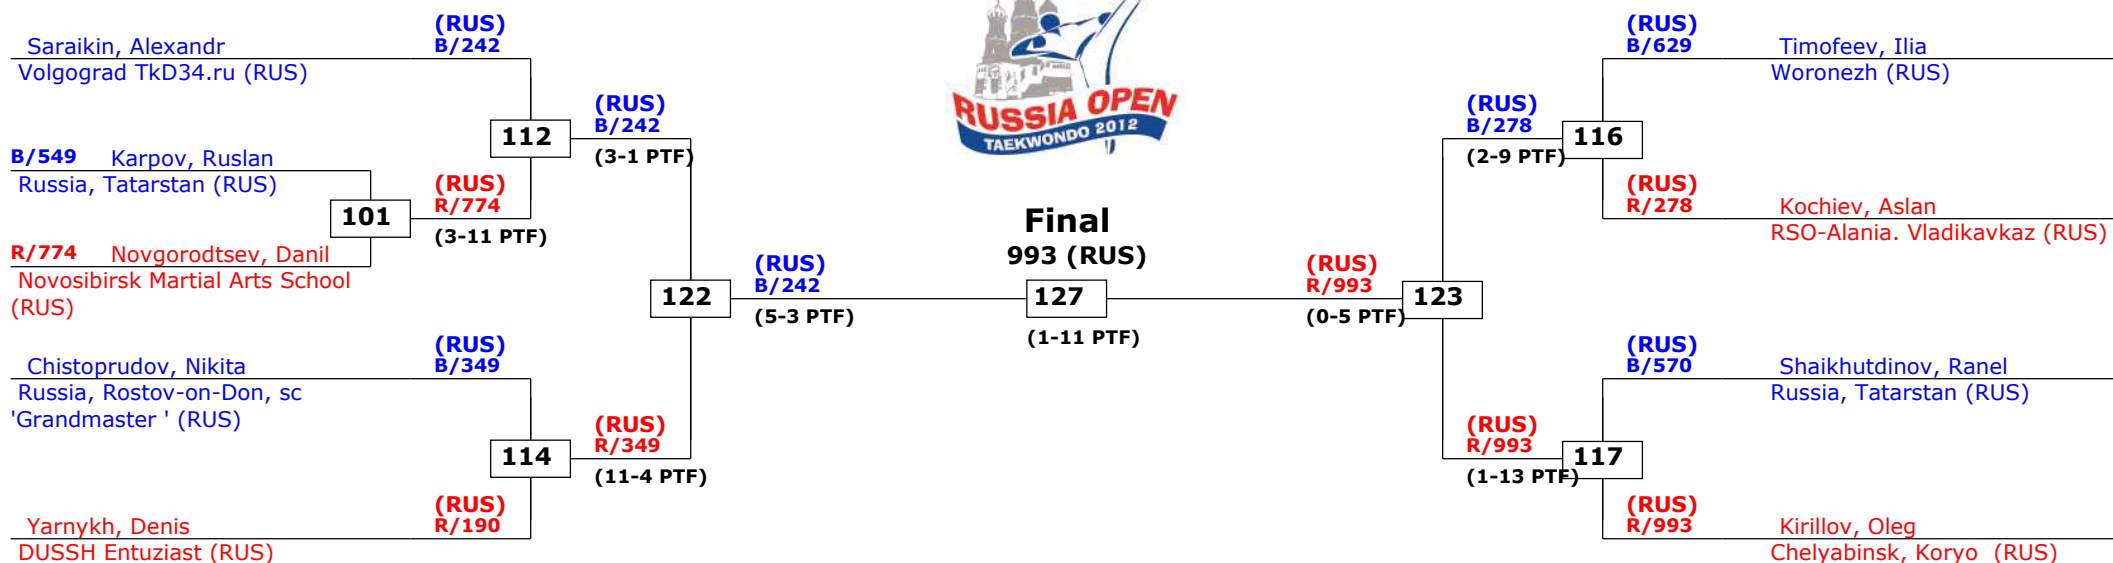 (RUS)
B/242
Saraikin, Alexandr
Volgograd TkD34.ru (RUS)
112
(RUS)
B/242
(3-1 PTF)
B/549 Karpov, Ruslan
Russia, Tatarstan (RUS)
101
(RUS)
R/774
(3-11 PTF)
R/774 Novgorodtsev, Danil
Novosibirsk Martial Arts School
(RUS)
122
(RUS)
B/242
(5-3 PTF)
(RUS)
B/349
Chistoprudov, Nikita
Russia, Rostov-on-Don, sc
'Grandmaster ' (RUS)
114
(RUS)
R/349
(11-4 PTF)
(RUS)
R/190
Yarnykh, Denis
DUSSH Entuziast (RUS)
RUSSIA OPEN
TAEKWONDO 2012
Final
993 (RUS)
127
(1-11 PTF)
(RUS)
R/993
(0-5 PTF)
123
(RUS)
B/278
(2-9 PTF)
116
(RUS)
B/629
Timofeev, Ilia
Woronezh (RUS)
(RUS)
R/278
Kochiev, Aslan
RSO-Alania. Vladikavkaz (RUS)
(RUS)
B/570
Shaikhutdinov, Ranel
Russia, Tatarstan (RUS)
(RUS)
R/993
(1-13 PTF)
117
(RUS)
R/993
Kirillov, Oleg
Chelyabinsk, Koryo (RUS)